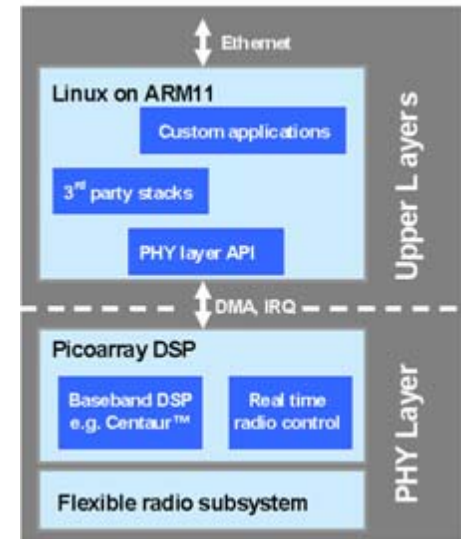 Ethernet
Linux on ARM11
Custom applications
3rd party stacks
PHY layer API
Upper Layers
DMA, IRQ
Picoarray DSP
Baseband DSP
e.g. Centaur™
Real time
radio control
PHY Layer
Flexible radio subsystem